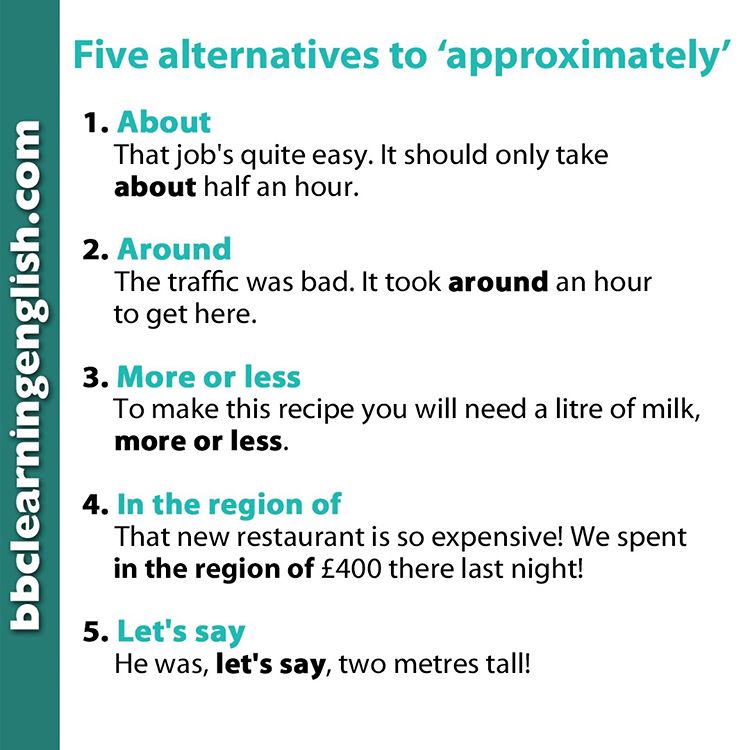 Five alternatives to ‘approximately’
1. About
That job's quite easy. It should only take
about half an hour.
2. Around
The traffic was bad. It took around an hour
to get here.
3. More or less
To make this recipe you will need a litre of milk,
more or less.
4. In the region of
That new restaurant is so expensive! We spent
in the region of £400 there last night!
5. Let's say
He was, let's say, two metres tall!
bbclearningenglish.com